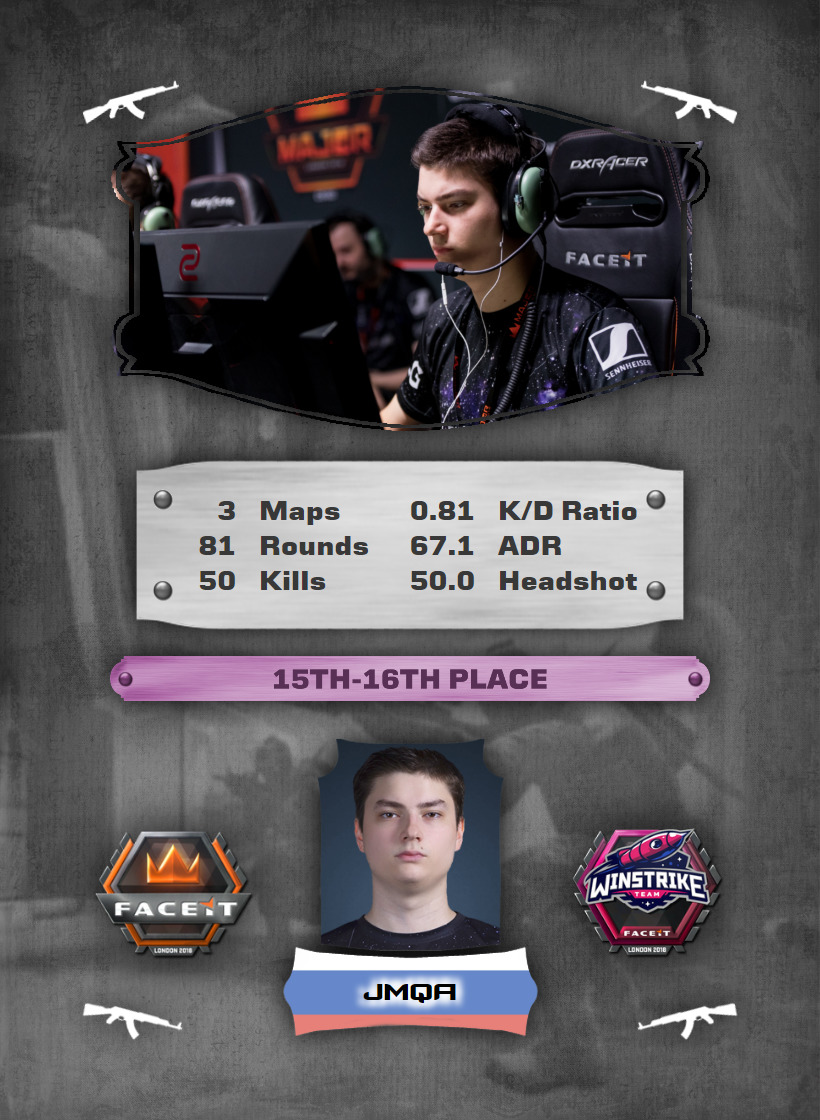 MAJER
DXRACER
FACEIT
SENNHEISER
G
3 Maps 0.81 K/D Ratio
81 Rounds 67.1 ADR
50 Kills 50.0 Headshot
15TH-16TH PLACE
FACEIT
LONDON 2018
WINSTRIKE
TEAM
FACEIT
LONDON 2018
JMQA